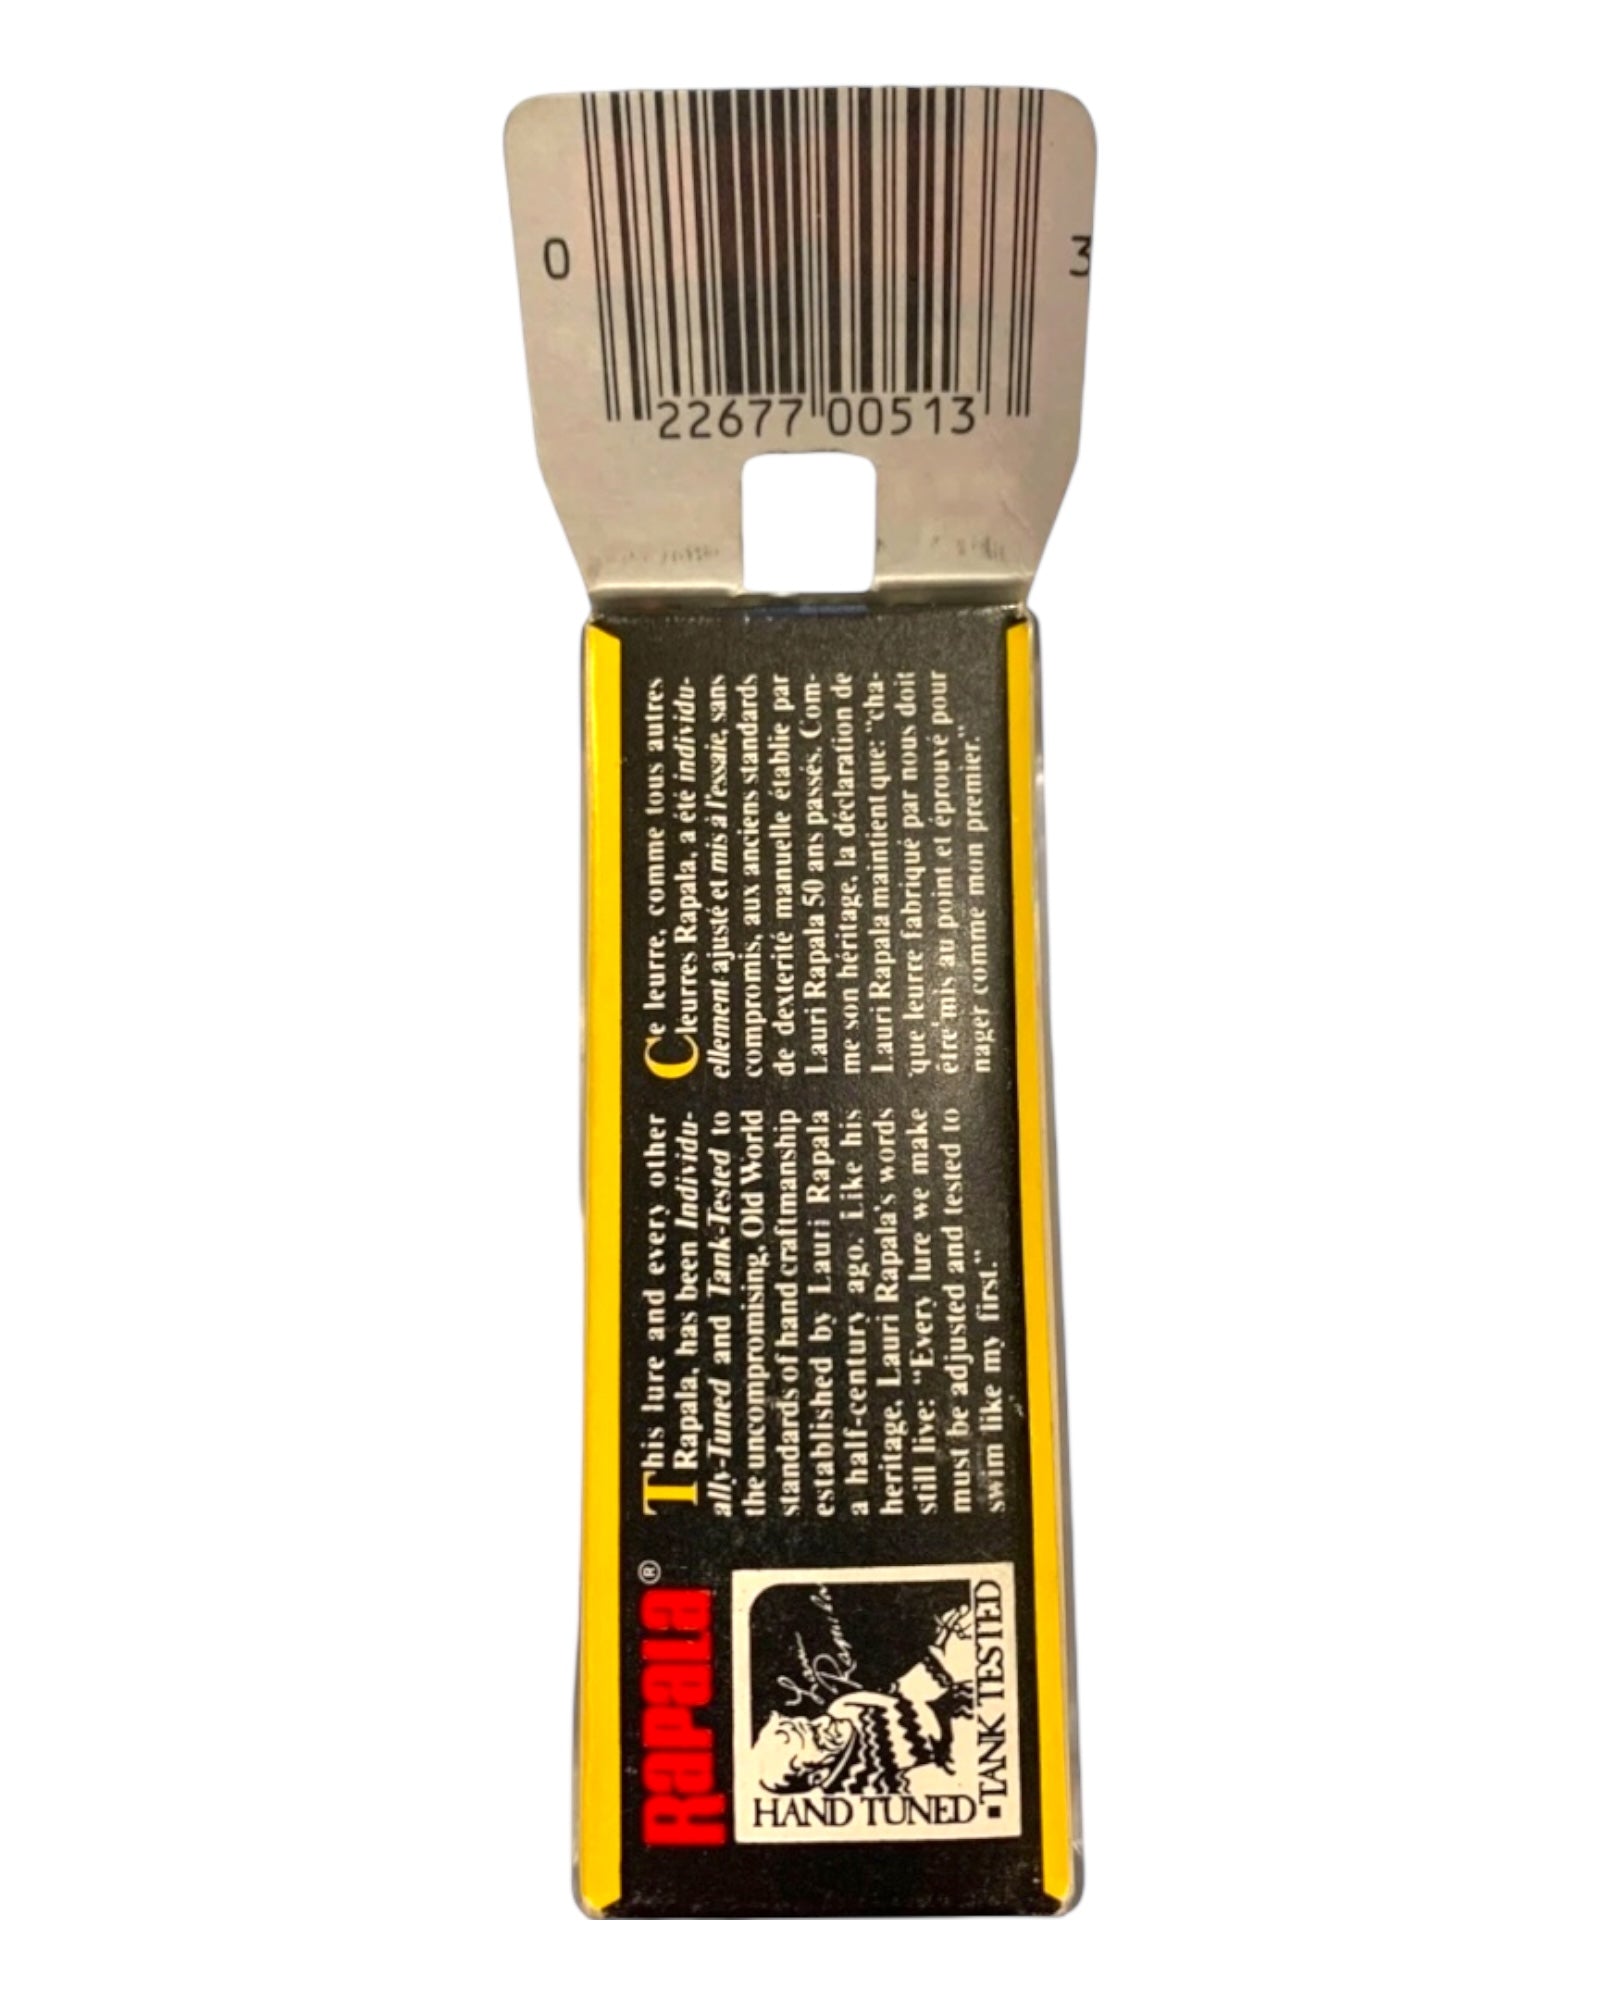 0
3
22677 00513
RAPALA®
HAND TUNED ▪ TANK TESTED
Lauri
Rapala
This lure and every other
Rapala, has been Individu-
ally-Tuned and Tank-Tested to
the uncompromising, Old World
standards of hand craftmanship
established by Lauri Rapala
a half-century ago. Like his
heritage, Lauri Rapala's words
still live: "Every lure we make
must be adjusted and tested to
swim like my first."
Ce leurre, comme tous autres
leurres Rapala, a été individu-
ellement ajusté et mis à l'essaie, sans
compromis, aux anciens standards
de dexterité manuelle établie par
Lauri Rapala 50 ans passés. Com-
me son héritage, la déclaration de
Lauri Rapala maintient que: "cha-
que leurre fabriqué par nous doit
être mis au point et éprouvé pour
nager comme mon premier."